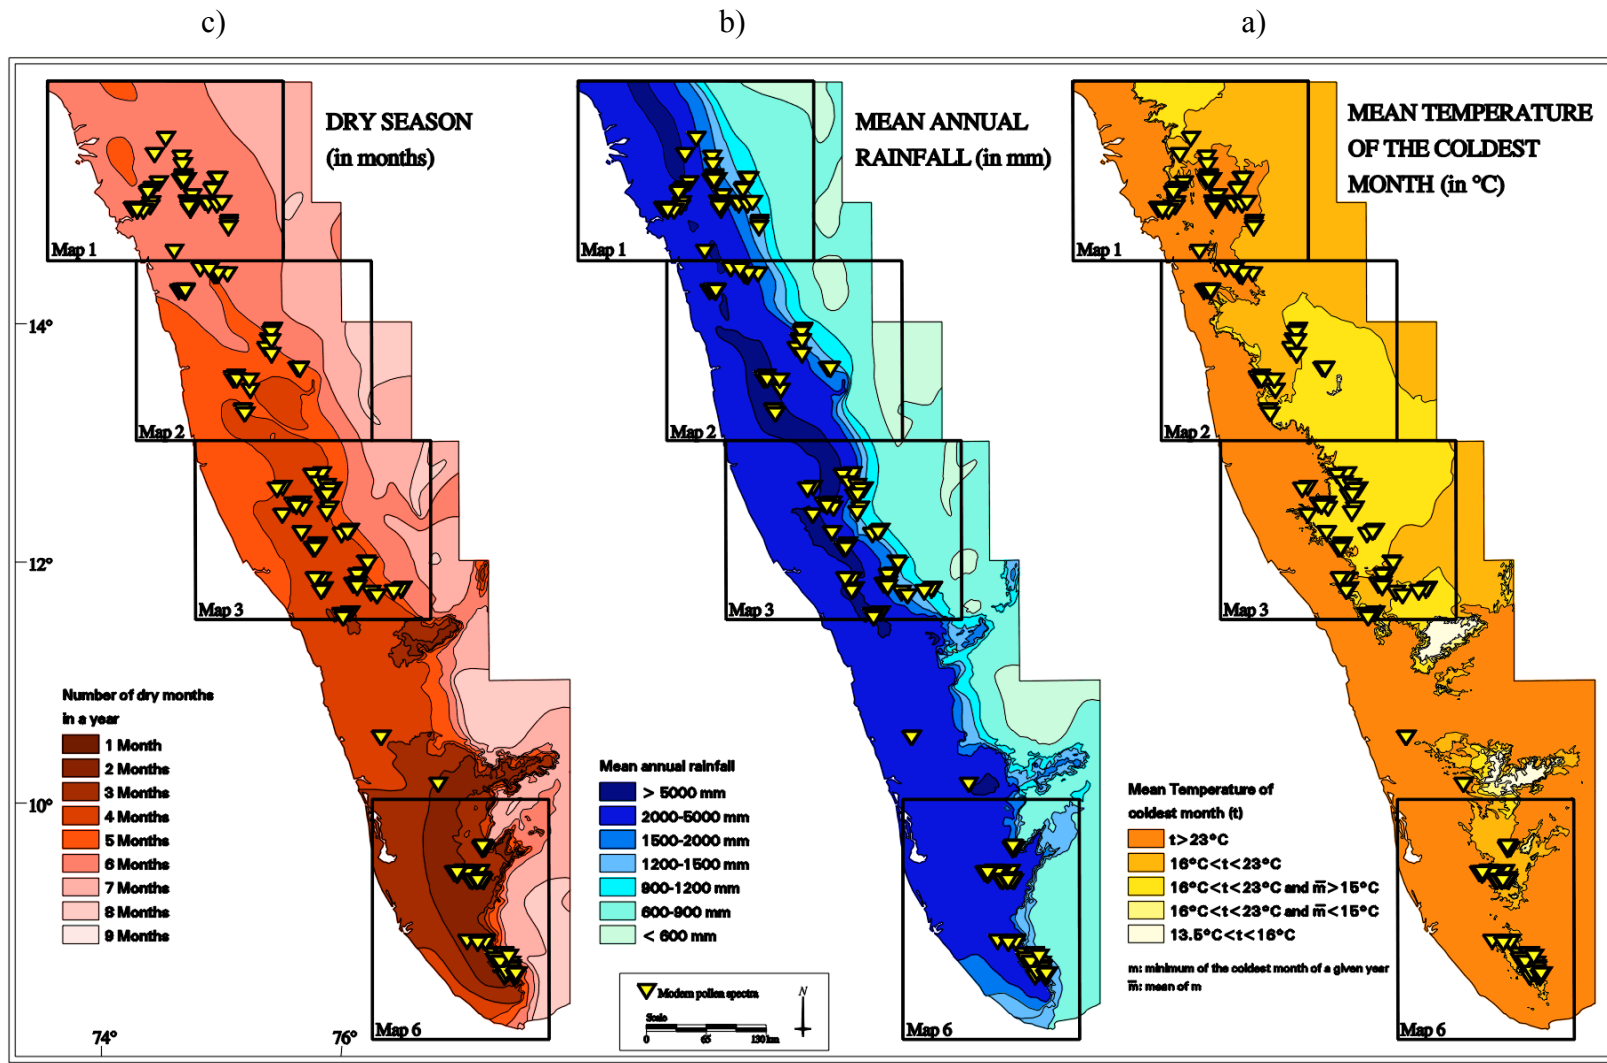 c)
b)
a)
DRY SEASON
(in months)
MEAN ANNUAL
RAINFALL (in mm)
MEAN TEMPERATURE
OF THE COLDEST
MONTH (in °C)
Map 1
Map 1
Map 1
14°
Map 2
Map 2
Map 2
12°
Map 3
Map 3
Map 3
Number of dry months
in a year
1 Month
2 Months
3 Months
4 Months
5 Months
6 Months
7 Months
8 Months
9 Months
10°
Mean annual rainfall
> 5000 mm
2000-5000 mm
1500-2000 mm
1200-1500 mm
900-1200 mm
600-900 mm
< 600 mm
Mean Temperature of
coldest month (t)
t>23°C
16°C<t<23°C
16°C<t<23°C and m̅>15°C
16°C<t<23°C and m̅<15°C
13.5°C<t<16°C
m: minimum of the coldest month of a given year
m̅: mean of m
Modern pollen spectra
N
Scale
0 65 130 km
Map 6
Map 6
Map 6
74°
76°